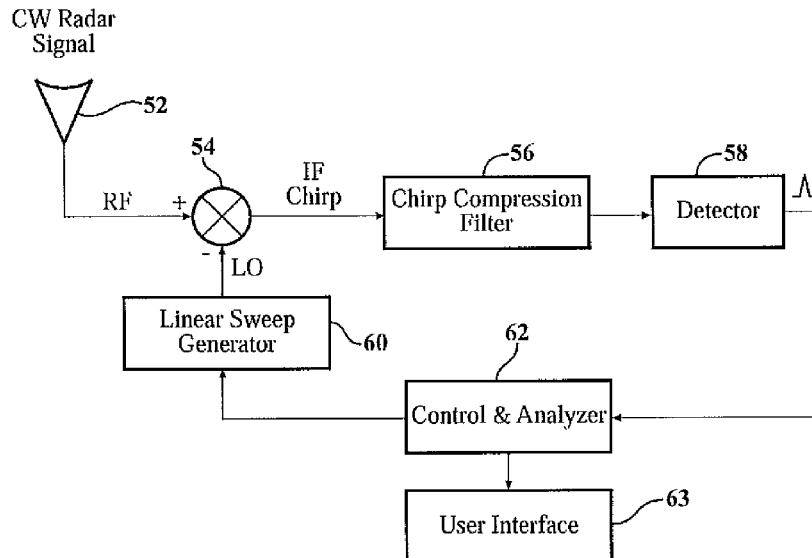 CW Radar
Signal
52
54
56
58
IF
Chirp
RF
+
Chirp Compression
Filter
Detector
-
LO
Linear Sweep
Generator
60
62
Control & Analyzer
63
User Interface